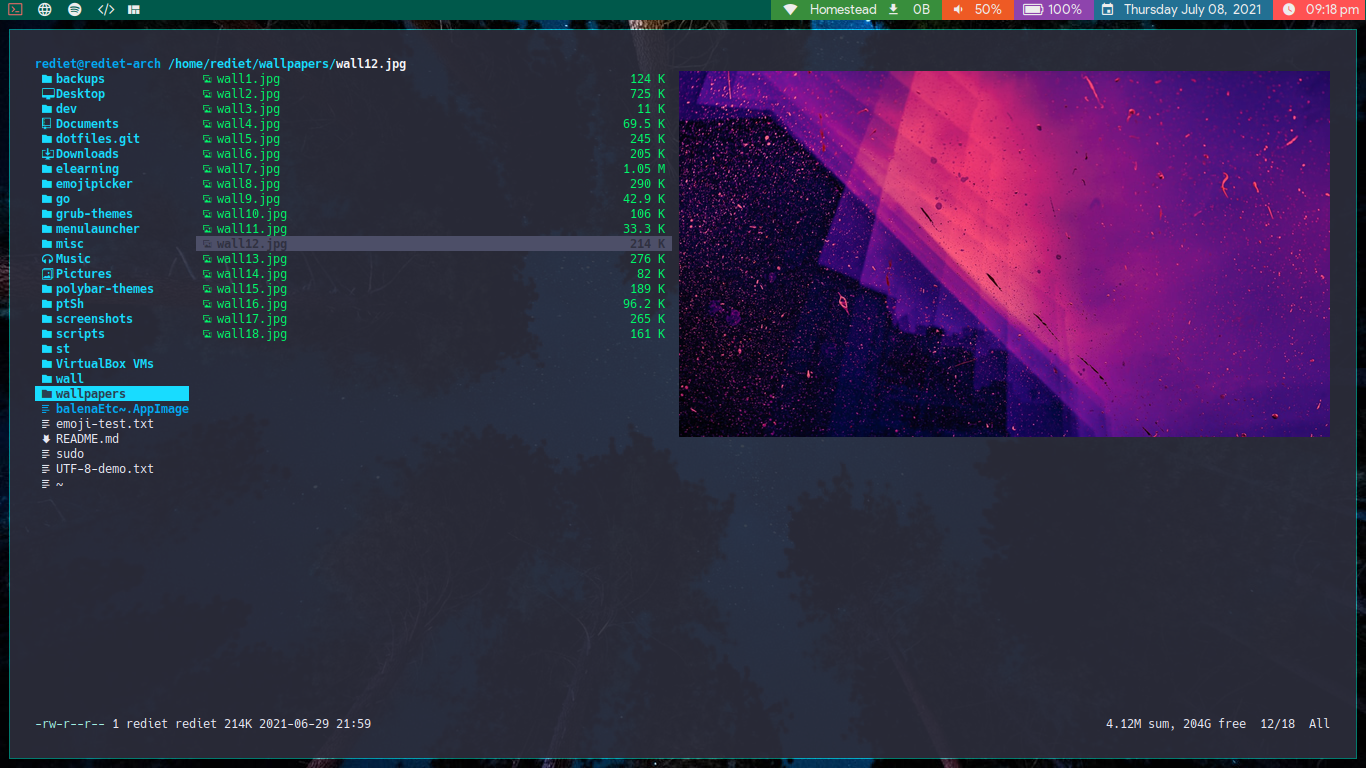 </> Homestead 0B 50% 100% Thursday July 08, 2021 09:18 pm
rediet@rediet-arch /home/rediet/wallpapers/wall12.jpg
backups wall1.jpg 124 K
Desktop wall2.jpg 725 K
dev wall3.jpg 11 K
Documents wall4.jpg 69.5 K
dotfiles.git wall5.jpg 245 K
Downloads wall6.jpg 205 K
elearning wall7.jpg 1.05 M
emojipicker wall8.jpg 290 K
go wall9.jpg 42.9 K
grub-themes wall10.jpg 106 K
menulauncher wall11.jpg 33.3 K
misc wall12.jpg 214 K
Music wall13.jpg 276 K
Pictures wall14.jpg 82 K
polybar-themes wall15.jpg 189 K
ptSh wall16.jpg 96.2 K
screenshots wall17.jpg 265 K
scripts wall18.jpg 161 K
st
VirtualBox VMs
wall
wallpapers
balenaEtc~.AppImage
emoji-test.txt
README.md
sudo
UTF-8-demo.txt
~
-rw-r--r-- 1 rediet rediet 214K 2021-06-29 21:59 4.12M sum, 204G free 12/18 All